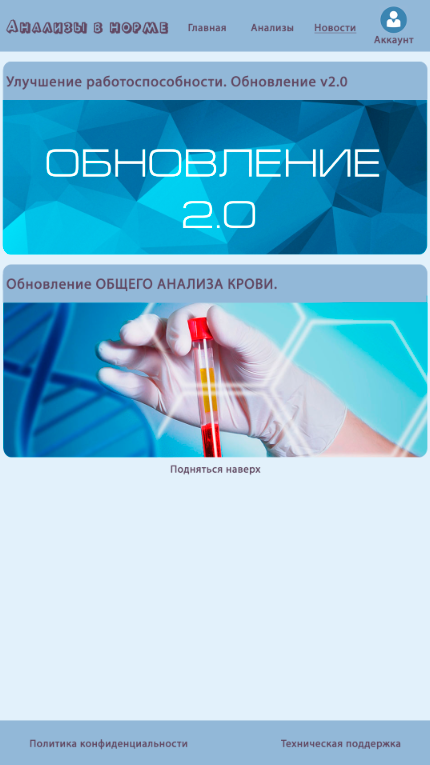 Анализы в норме
Главная
Анализы
Новости
Аккаунт
Улучшение работоспособности. Обновление v2.0
ОБНОВЛЕНИЕ
2.0
Обновление ОБЩЕГО АНАЛИЗА КРОВИ.
Подняться наверх
Политика конфиденциальности
Техническая поддержка